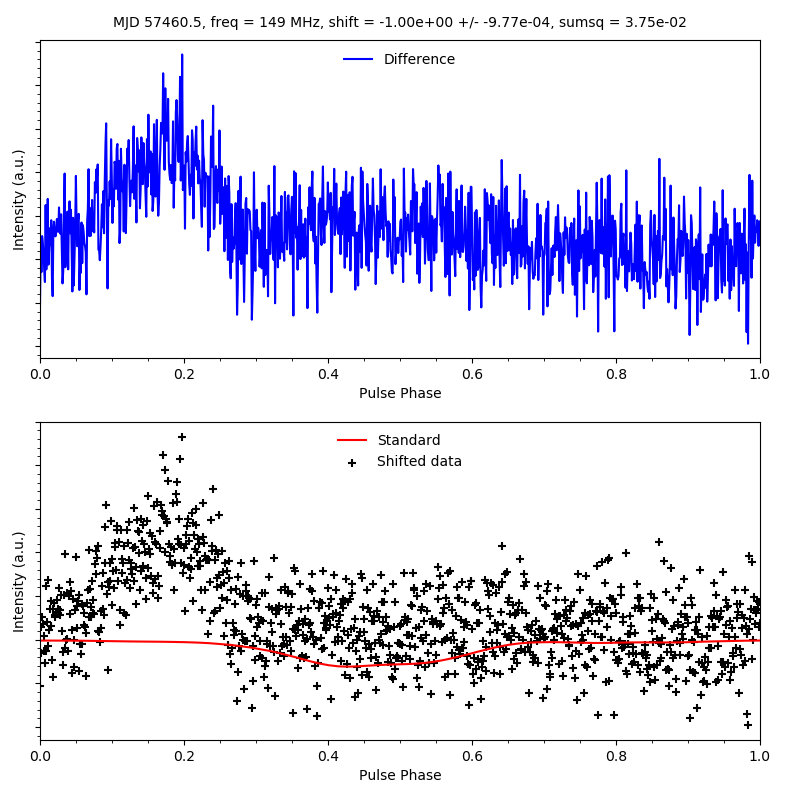 MJD 57460.5, freq = 149 MHz, shift = -1.00e+00 +/- -9.77e-04, sumsq = 3.75e-02
Difference
Intensity (a.u.)
0.0 0.2 0.4 0.6 0.8 1.0
Pulse Phase
Standard
Shifted data
Intensity (a.u.)
0.0 0.2 0.4 0.6 0.8 1.0
Pulse Phase